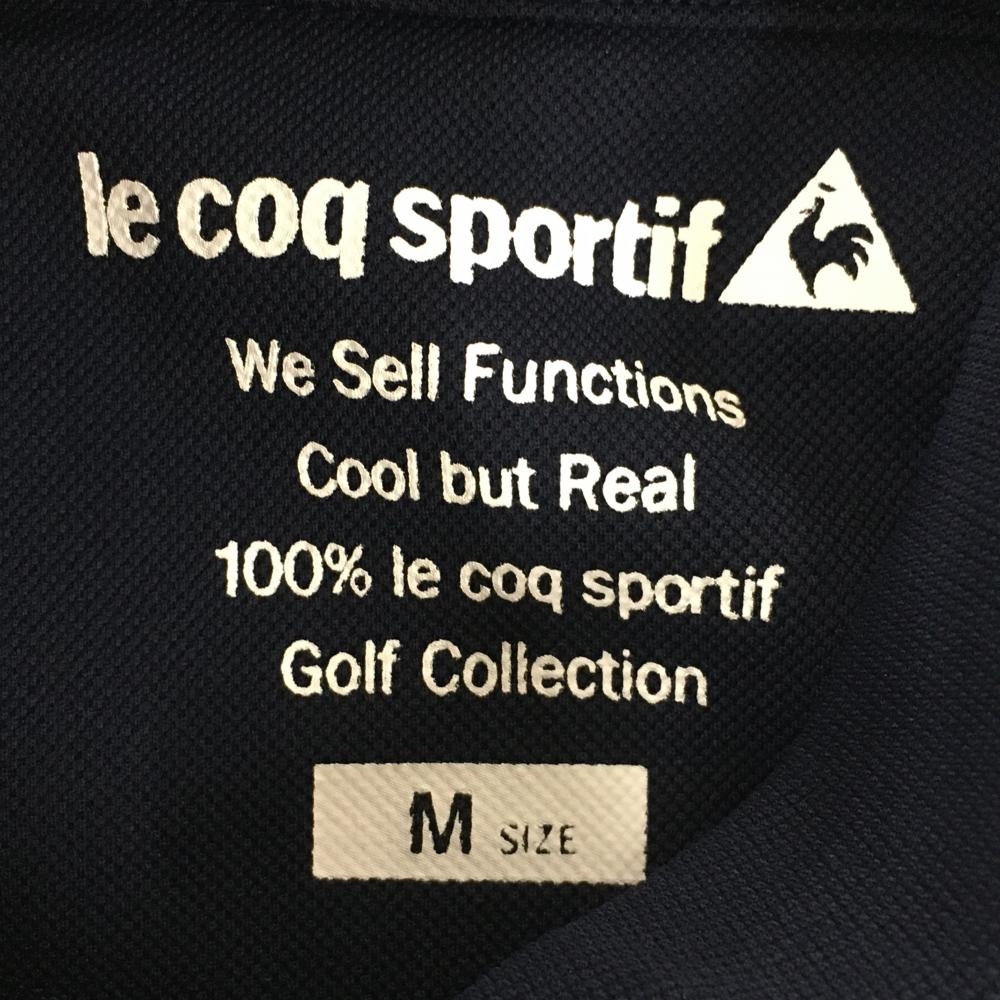 le coq sportif
We Sell Functions
Cool but Real
100% le coq sportif
Golf Collection
M SIZE